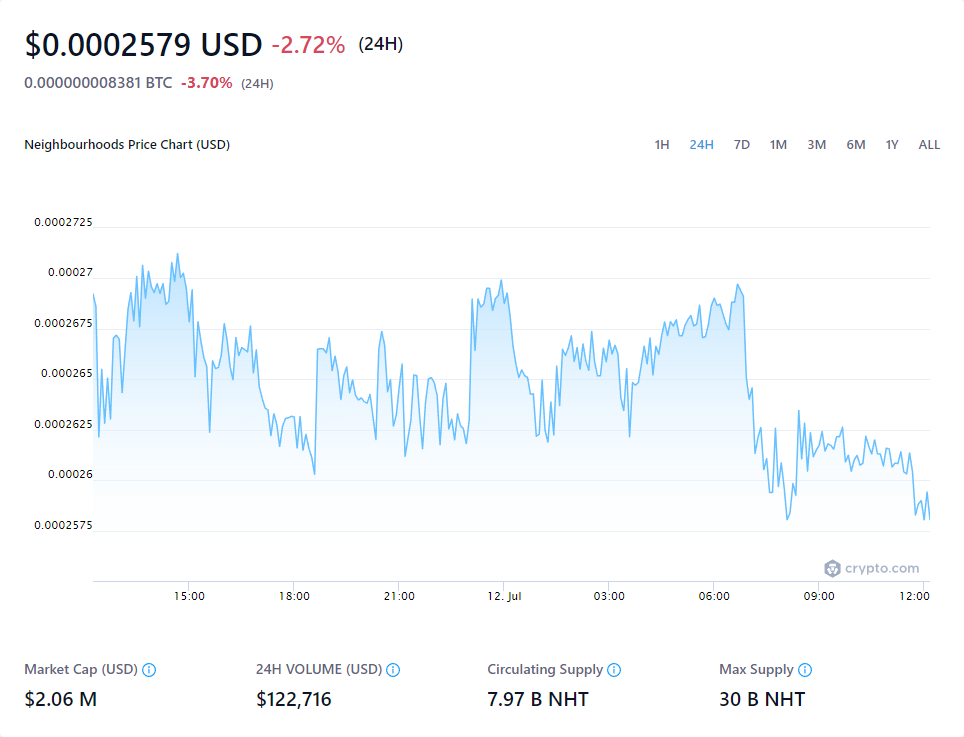 $0.0002579 USD -2.72% (24H)
0.000000008381 BTC -3.70% (24H)
Neighbourhoods Price Chart (USD) 1H 24H 7D 1M 3M 6M 1Y ALL
0.0002725
0.00027
0.0002675
0.000265
0.0002625
0.00026
0.0002575
crypto.com
15:00 18:00 21:00 12. Jul 03:00 06:00 09:00 12:00
Market Cap (USD) 24H VOLUME (USD) Circulating Supply Max Supply
$2.06 M $122,716 7.97 B NHT 30 B NHT